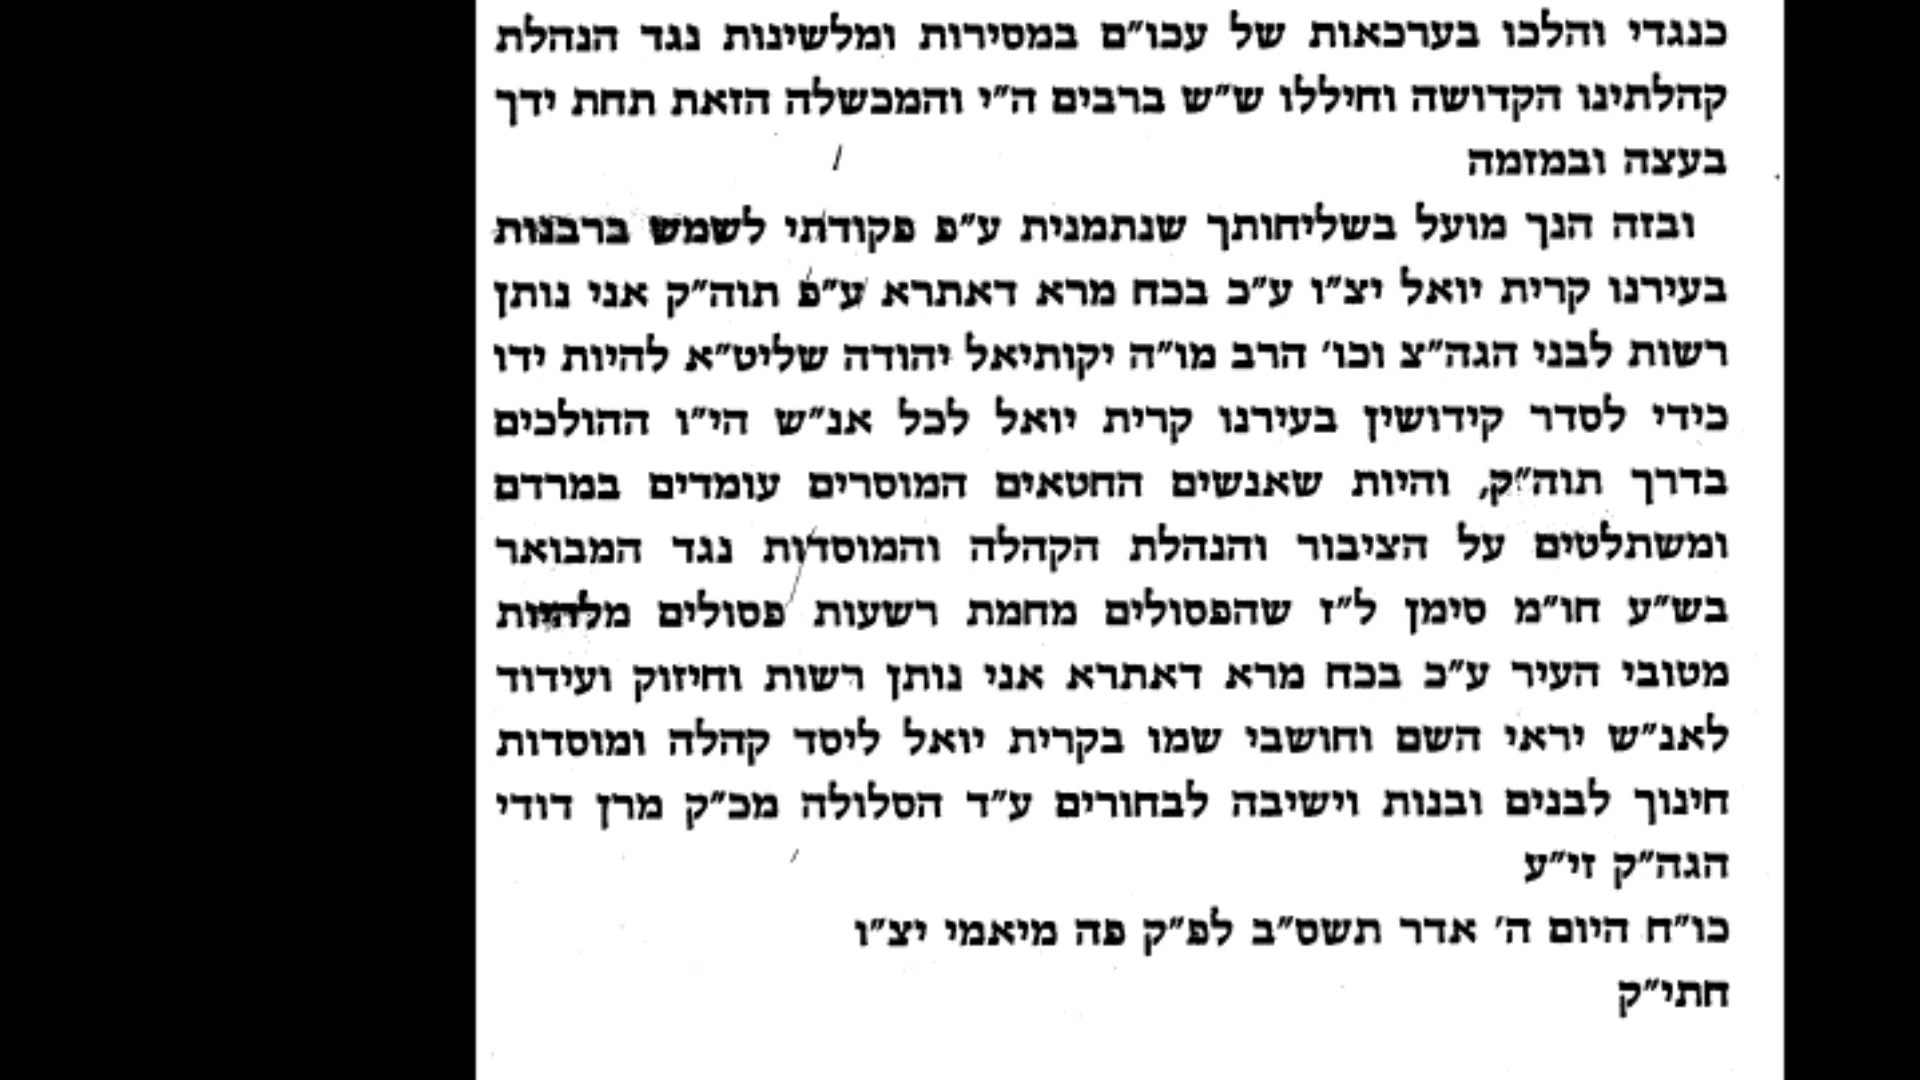 כנגדי והלכו בערכאות של עכו״ם במסירות ומלשינות נגד הנהלת
קהלתינו הקדושה וחיללו ש״ש ברבים ה״י והמכשלה הזאת תחת ידך
בעצה ובמזמה
ובזה הנך מועל בשליחותך שנתמנית ע״פ פקודתי לשמש ברבנות
בעירנו קרית יואל יצ״ו ע״כ בכח מרא דאתרא ע״פ תוה״ק אני נותן
רשות לבני הגה״צ וכו׳ הרב מו״ה יקותיאל יהודה שליט״א להיות ידו
כידי לסדר קידושין בעירנו קרית יואל לכל אנ״ש הי״ו ההולכים
בדרך תוה״ק, והיות שאנשים החטאים המוסרים עומדים במרדם
ומשתלטים על הציבור והנהלת הקהלה והמוסדות נגד המבואר
בש״ע חו״מ סימן ל״ז שהפסולים מחמת רשעות פסולים מלהיות
מטובי העיר ע״כ בכח מרא דאתרא אני נותן רשות וחיזוק ועידוד
לאנ״ש יראי השם וחושבי שמו בקרית יואל ליסד קהלה ומוסדות
חינוך לבנים ובנות וישיבה לבחורים ע״ד הסלולה מכ״ק מרן דודי
הגה״ק זי״ע
כו״ח היום ה׳ אדר תשס״ב לפ״ק פה מיאמי יצ״ו
חתי״ק